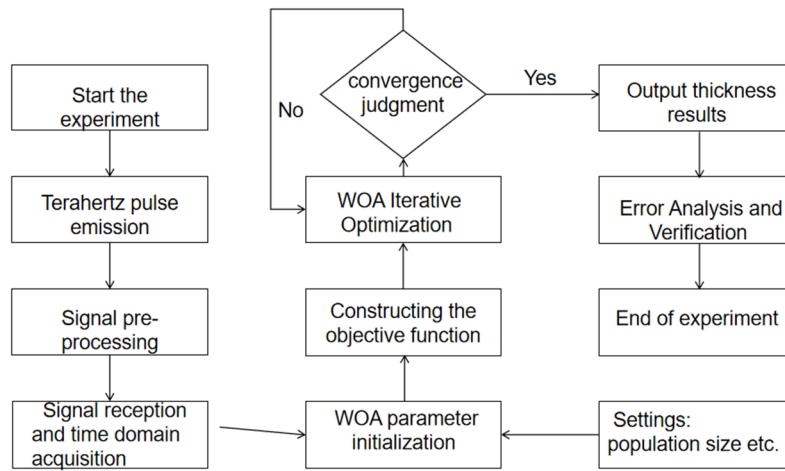 Start the
experiment
Terahertz pulse
emission
Signal pre-
processing
Signal reception
and time domain
acquisition
convergence
judgment
No
Yes
WOA Iterative
Optimization
Constructing the
objective function
WOA parameter
initialization
Output thickness
results
Error Analysis and
Verification
End of experiment
Settings:
population size etc.